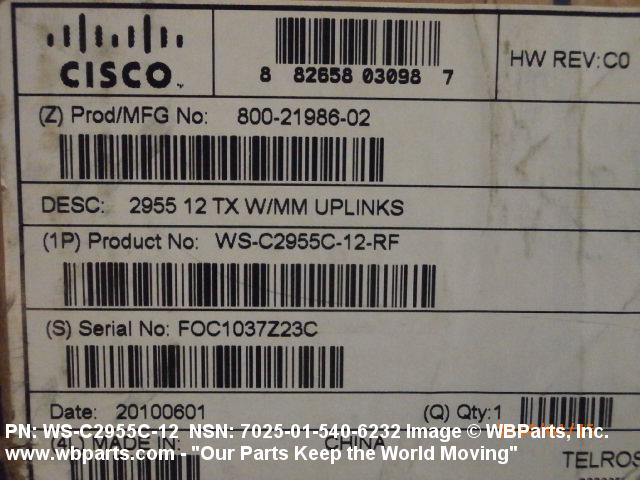 CISCO
8 82658 03098 7
HW REV:C0
(Z) Prod/MFG No: 800-21986-02
DESC: 2955 12 TX W/MM UPLINKS
(1P) Product No: WS-C2955C-12-RF
(S) Serial No: FOC1037Z23C
Date: 20100601 (Q) Qty:1
PN: WS-C2955C-12 NSN: 7025-01-540-6232 Image © WBParts, Inc.
(4L) MADE IN: CHINA
www.wbparts.com - "Our Parts Keep the World Moving"
TELROS